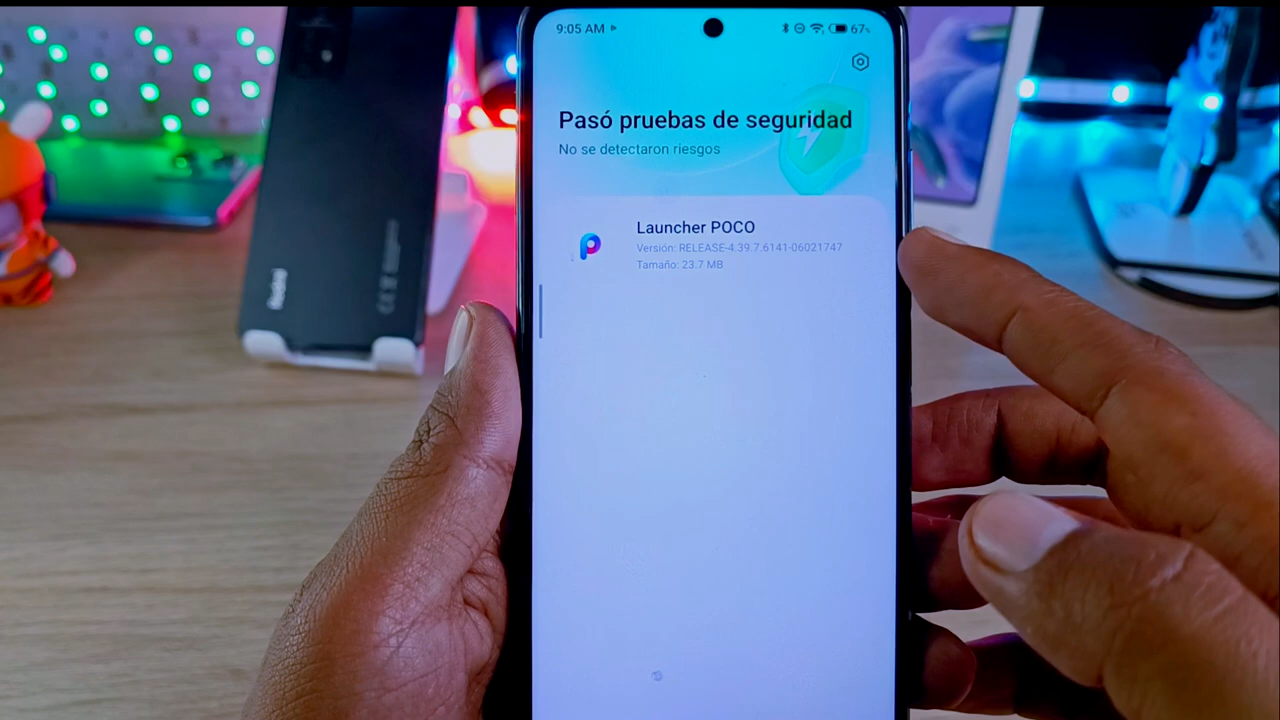 9:05 AM
67%
Pasó pruebas de seguridad
No se detectaron riesgos
Launcher POCO
Versión: RELEASE-4.39.7.6141-06021747
Tamaño: 23.7 MB
Redmi